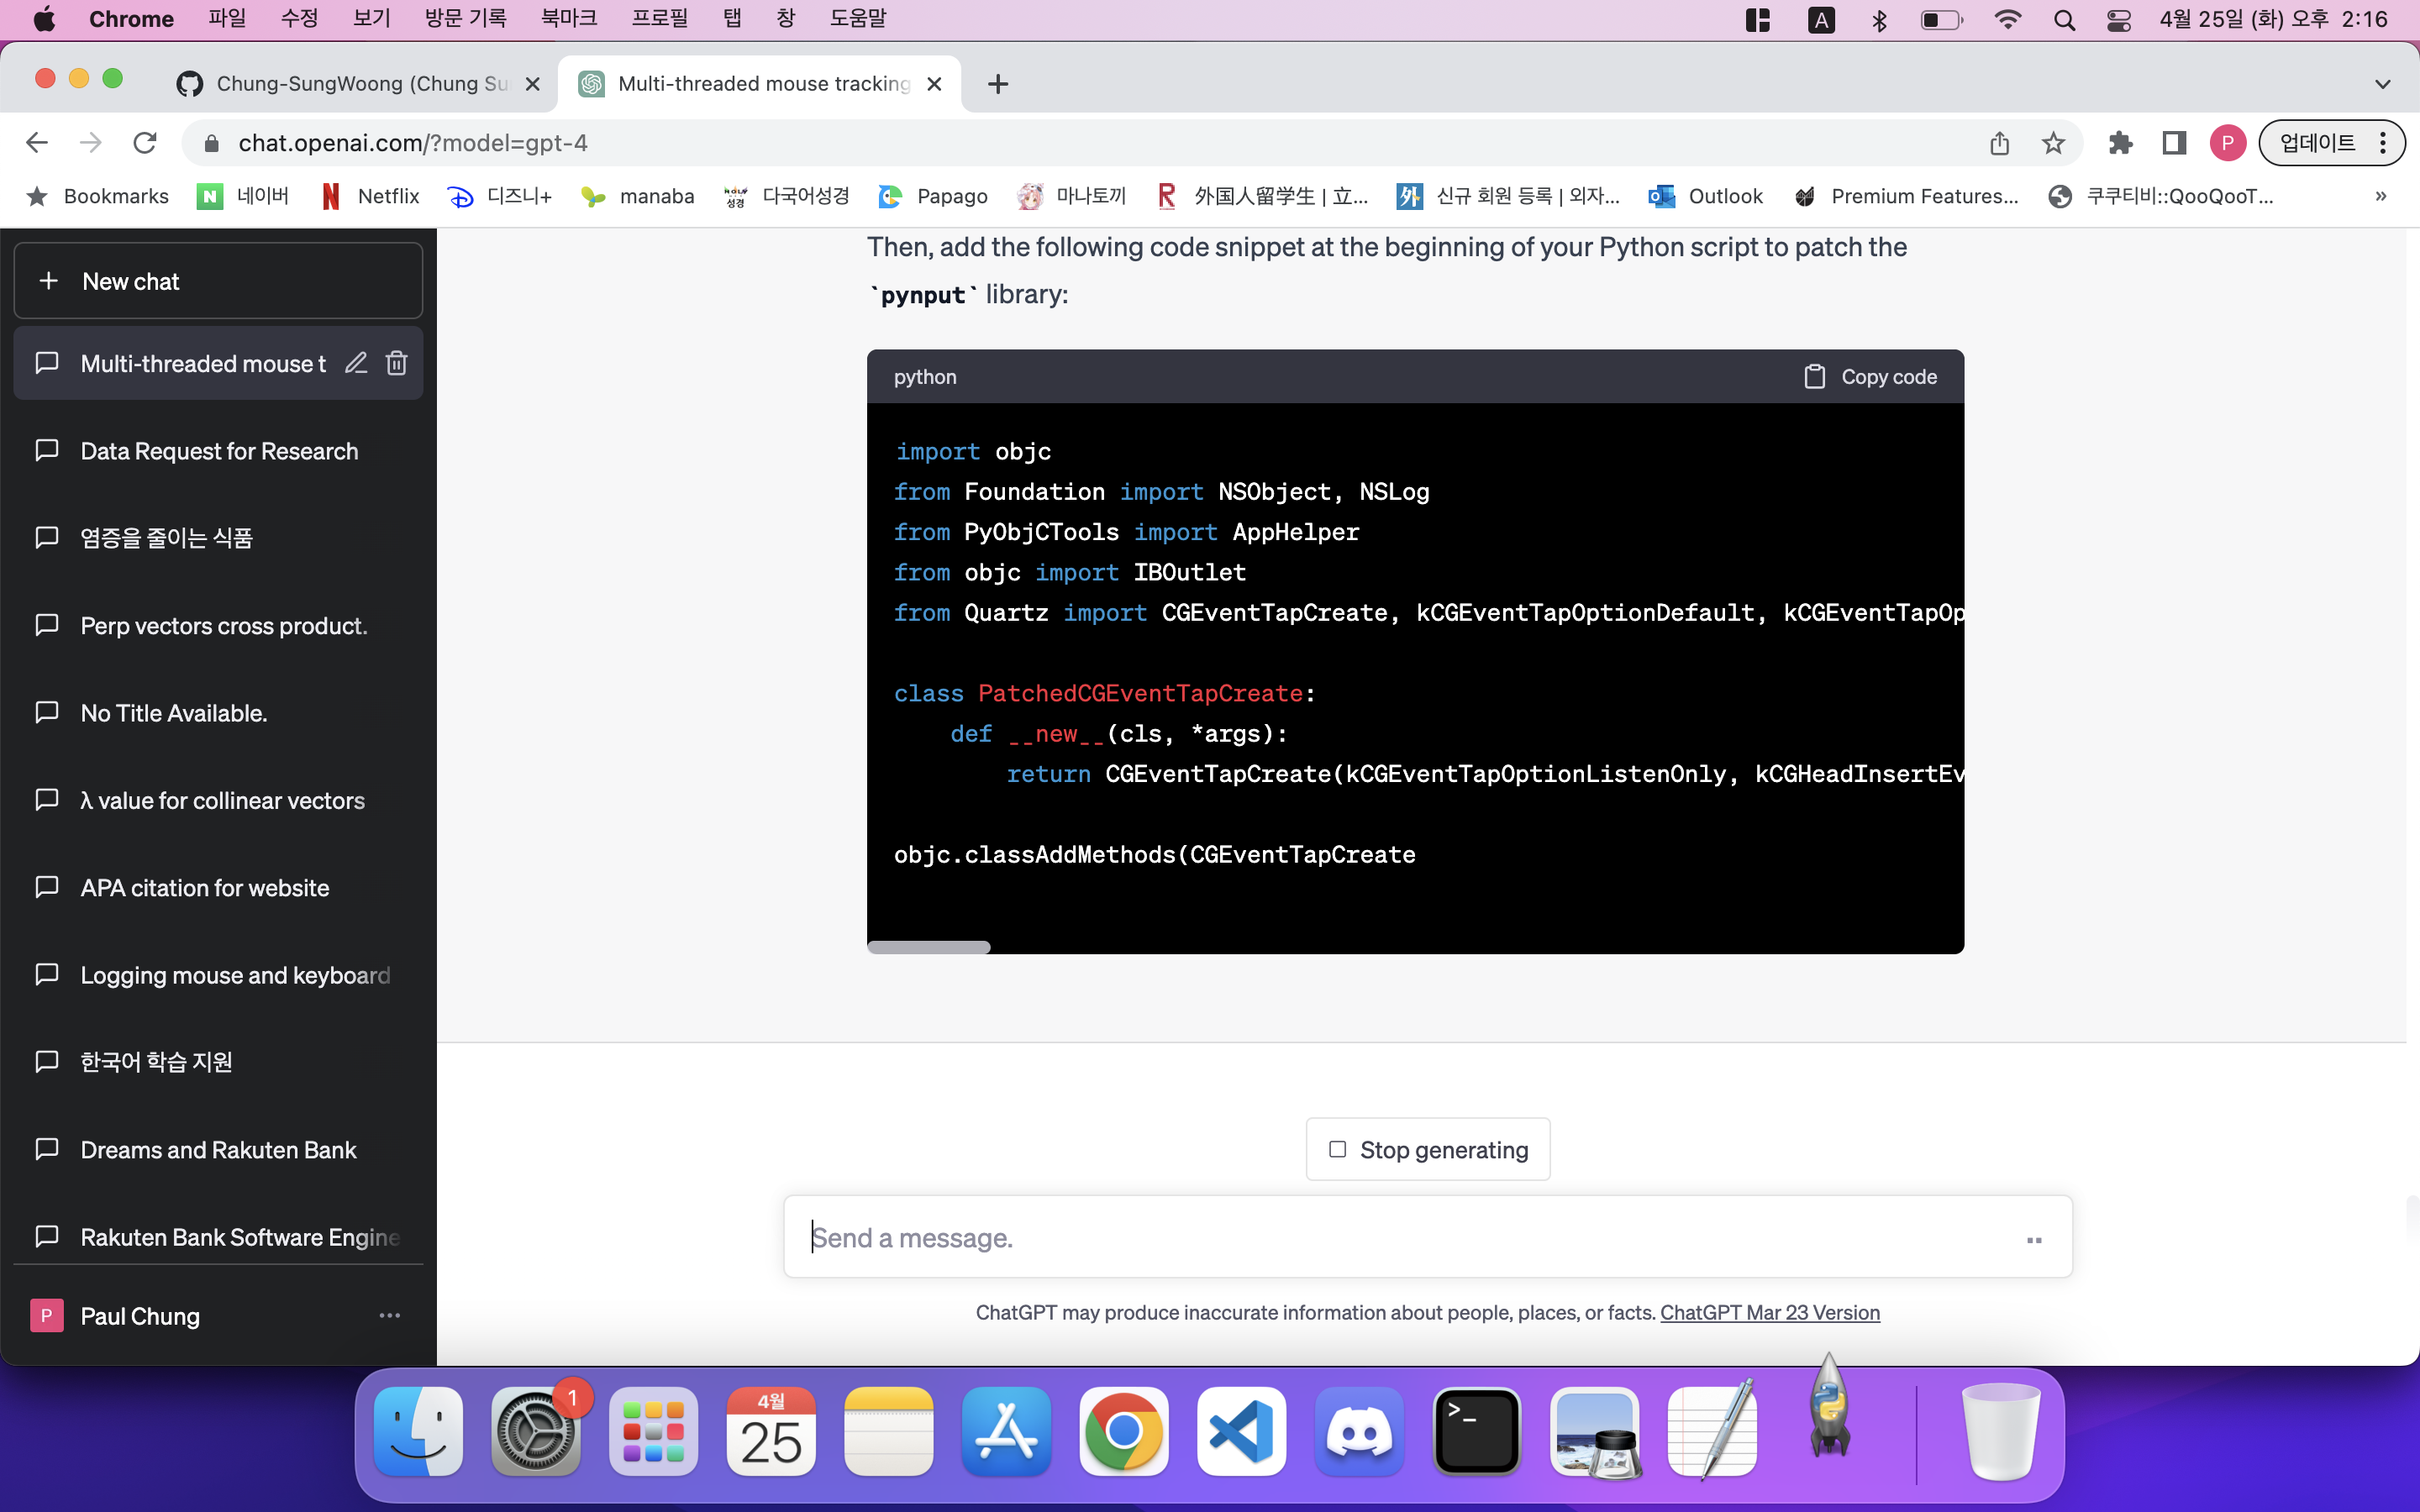 Chrome 파일 수정 보기 방문 기록 북마크 프로필 탭 창 도움말 A 4월 25일 (화) 오후 2:16
Chung-SungWoong (Chung Su
Multi-threaded mouse tracking
chat.openai.com/?model=gpt-4
P
업데이트
Bookmarks
N 네이버
N Netflix
D 디즈니+
manaba
성경 다국어성경
Papago
마나토끼
R 外国人留学生 | 立...
外 신규 회원 등록 | 외자...
Outlook
Premium Features...
쿠쿠티비::QooQooT...
»
+ New chat
Multi-threaded mouse t
Data Request for Research
염증을 줄이는 식품
Perp vectors cross product.
No Title Available.
λ value for collinear vectors
APA citation for website
Logging mouse and keyboard
한국어 학습 지원
Dreams and Rakuten Bank
Rakuten Bank Software Engine
P Paul Chung
Then, add the following code snippet at the beginning of your Python script to patch the
`pynput` library:
python
Copy code
import objc
from Foundation import NSObject, NSLog
from PyObjCTools import AppHelper
from objc import IBOutlet
from Quartz import CGEventTapCreate, kCGEventTapOptionDefault, kCGEventTapOp
class PatchedCGEventTapCreate:
def __new__(cls, *args):
return CGEventTapCreate(kCGEventTapOptionListenOnly, kCGHeadInsertEv
objc.classAddMethods(CGEventTapCreate
Stop generating
Send a message.
ChatGPT may produce inaccurate information about people, places, or facts. ChatGPT Mar 23 Version
1
4월
25
>_